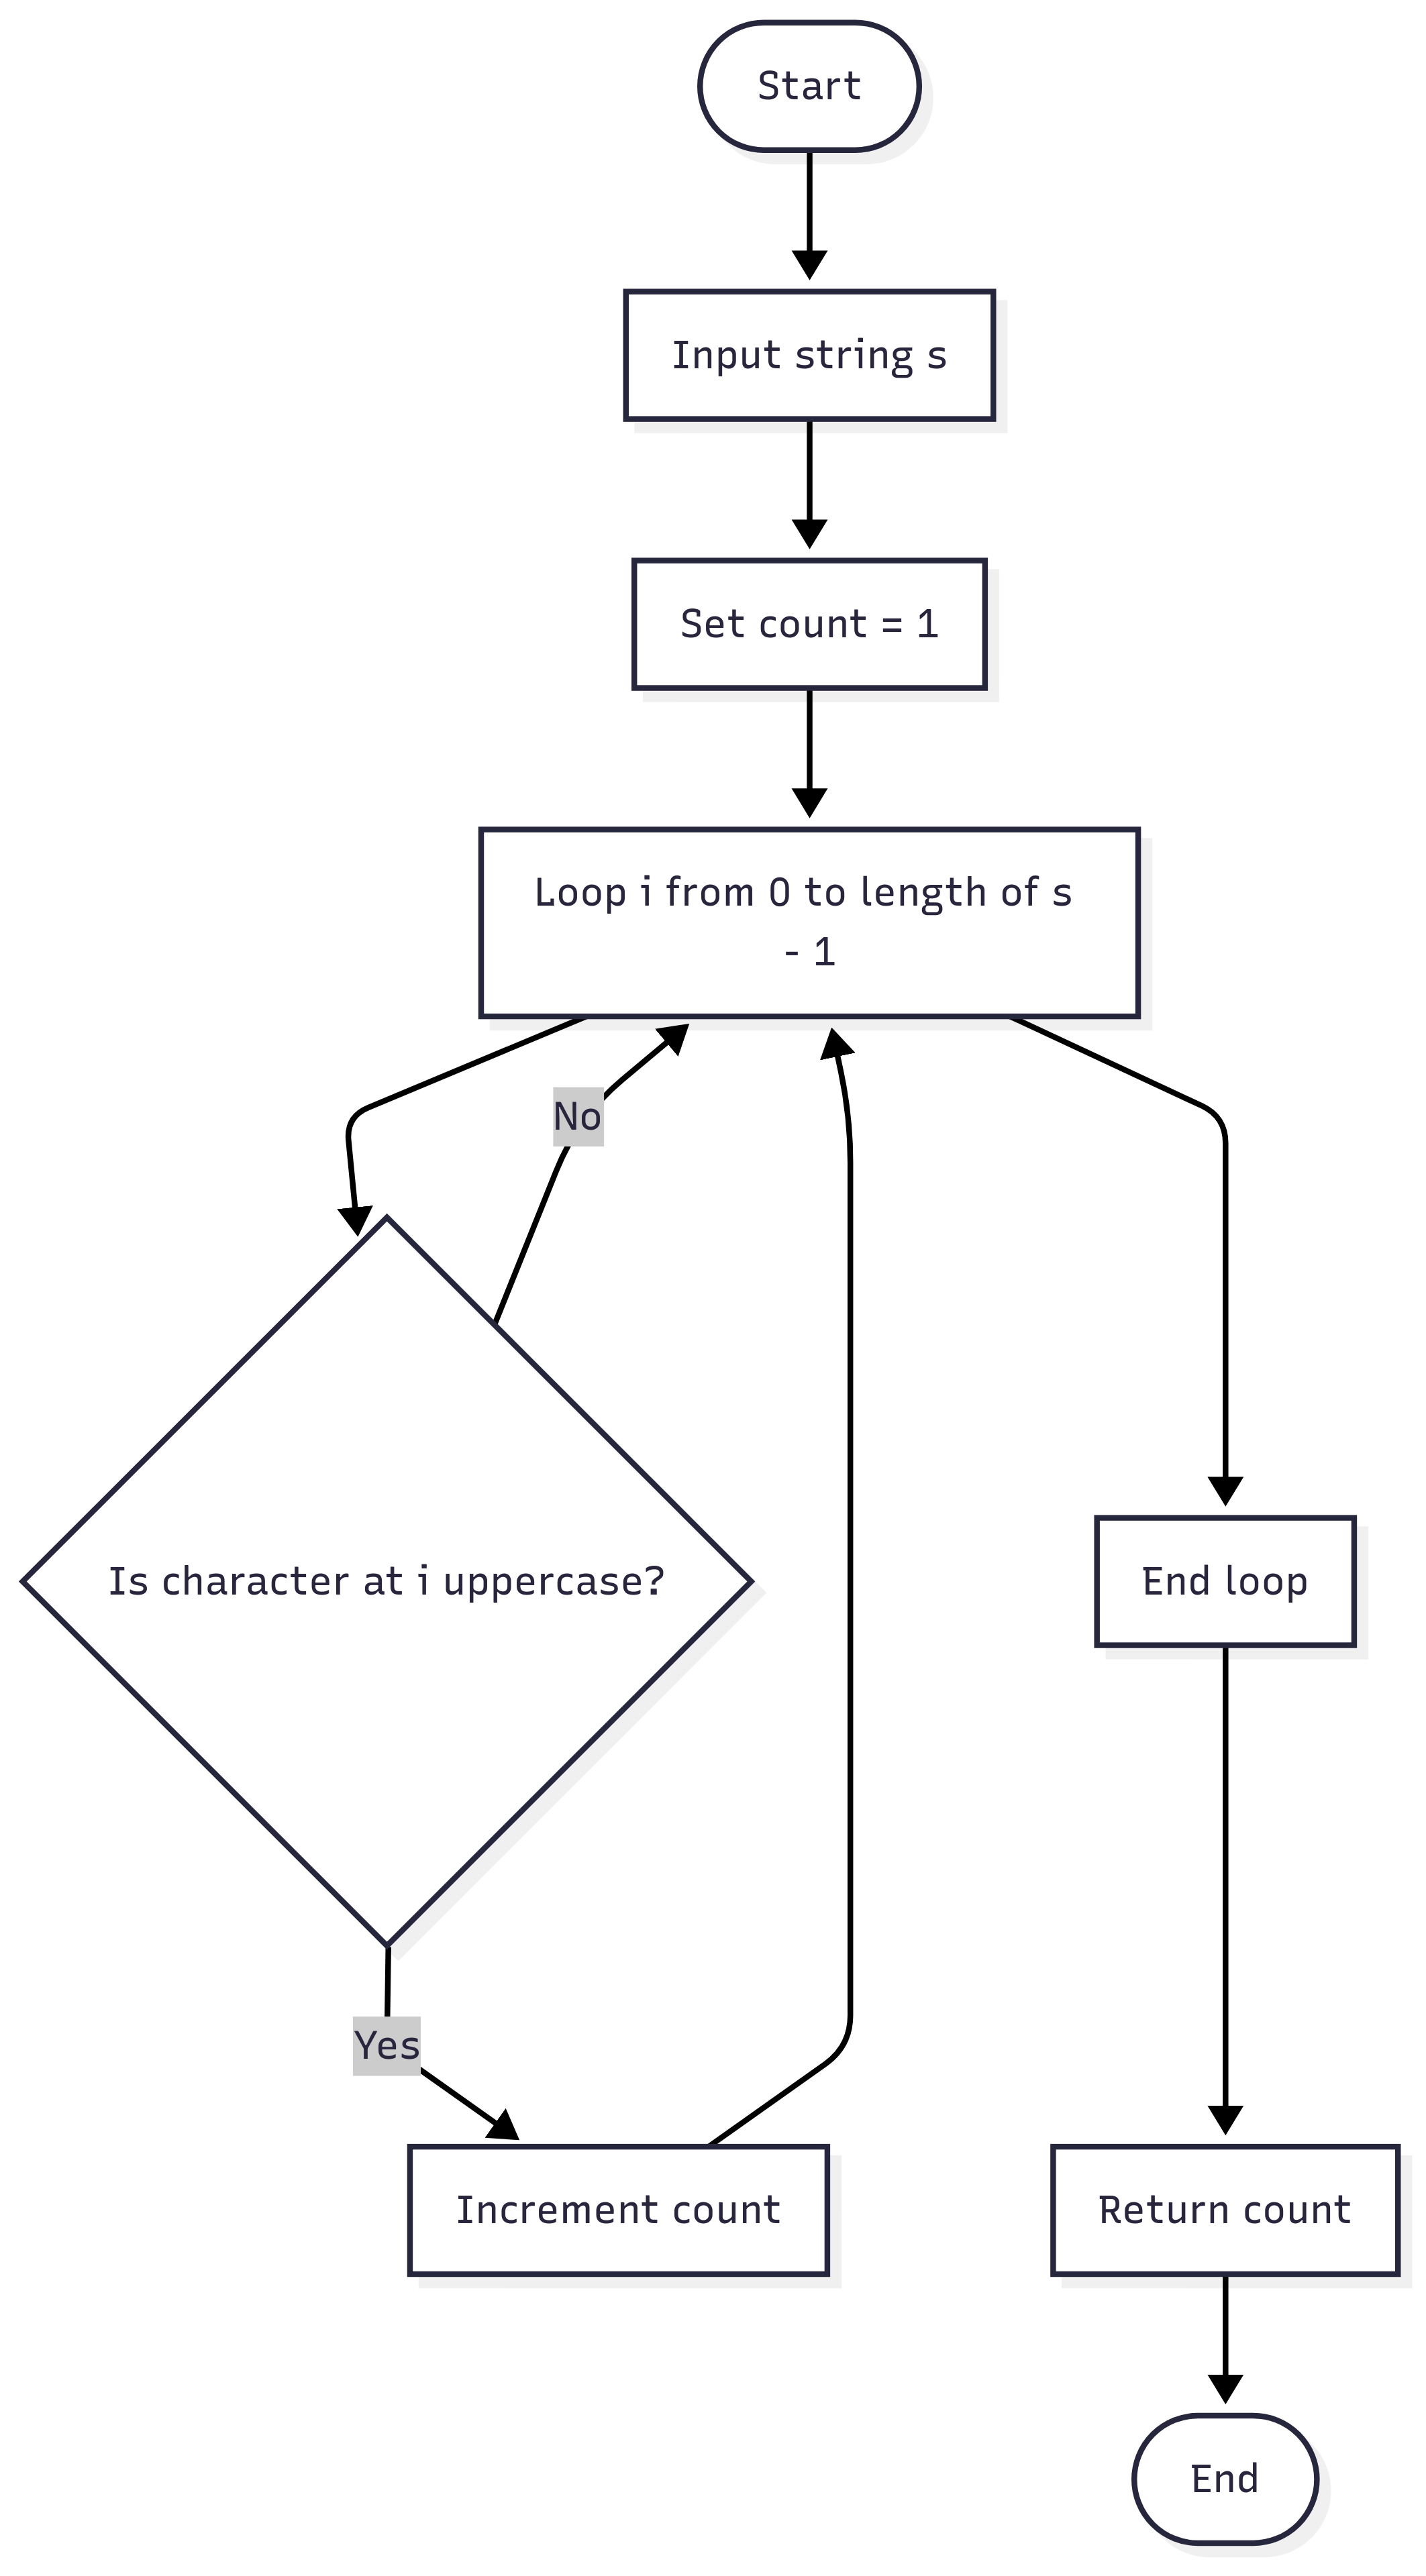 Start
Input string s
Set count = 1
Loop i from 0 to length of s
- 1
No
Is character at i uppercase?
End loop
Yes
Increment count
Return count
End